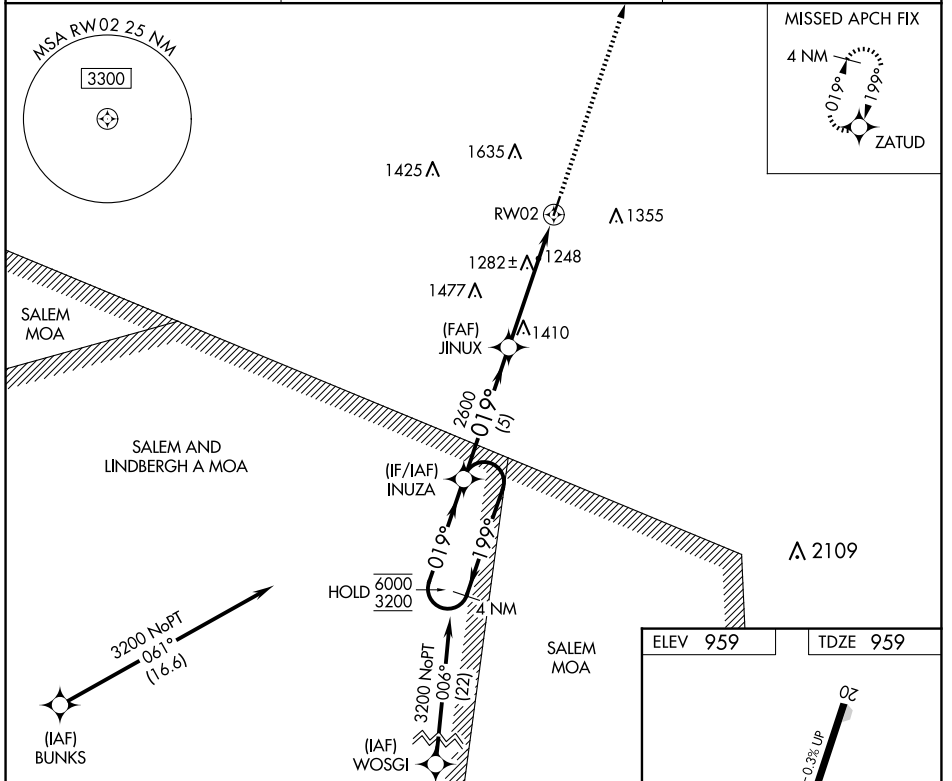 MSA RW02 25 NM
3300
MISSED APCH FIX
4 NM
019°
199°
ZATUD
1635
1425
RW02
1355
1282±
1248
1477
(FAF)
JINUX
1410
SALEM
MOA
2600
019°
(5)
SALEM AND
LINDBERGH A MOA
(IF/IAF)
INUZA
019°
199°
HOLD
6000
3200
4 NM
2109
3200 NoPT
061°
(16.6)
(IAF)
BUNKS
3200 NoPT
006°
(22)
(IAF)
WOSGI
SALEM
MOA
ELEV 959
TDZE 959
20
0.3% UP